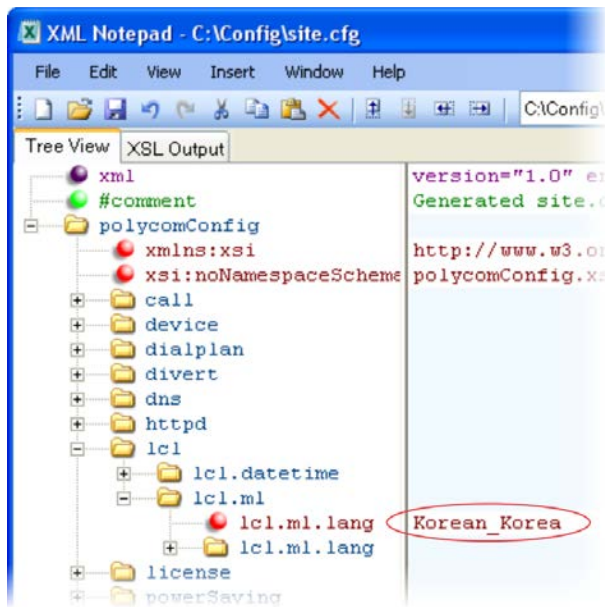 XML Notepad - C:\Config\site.cfg
File Edit View Insert Window Help
C:\Config\
Tree View XSL Output
xml version="1.0" e
#comment Generated site.c
polycomConfig
xmlns:xsi http://www.w3.o
xsi:noNamespaceScheme polycomConfig.xs
call
device
dialplan
divert
dns
httpd
lcl
lcl.datetime
lcl.ml
lcl.ml.lang Korean_Korea
lcl.ml.lang
license
powerSaving